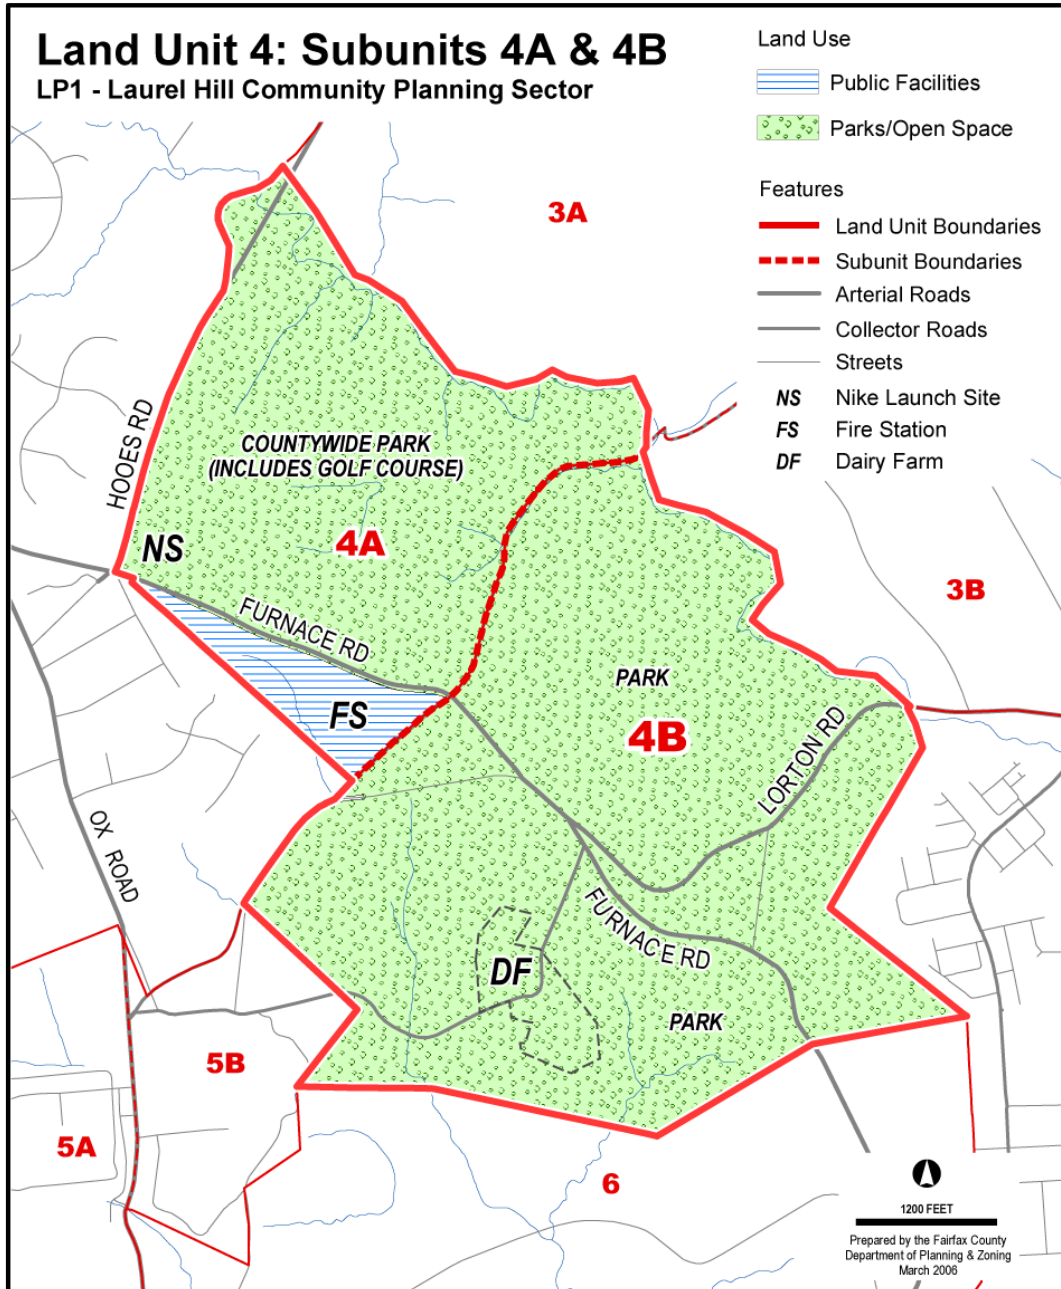 Land Unit 4: Subunits 4A & 4B
LP1 - Laurel Hill Community Planning Sector
Land Use
Public Facilities
Parks/Open Space
Features
Land Unit Boundaries
Subunit Boundaries
Arterial Roads
Collector Roads
Streets
NS Nike Launch Site
FS Fire Station
DF Dairy Farm
3A
HOOES RD
COUNTYWIDE PARK
(INCLUDES GOLF COURSE)
4A
NS
3B
FURNACE RD
PARK
FS
4B
LORTON RD
OX ROAD
FURNACE RD
DF
PARK
5B
5A
6
1200 FEET
Prepared by the Fairfax County
Department of Planning & Zoning
March 2006